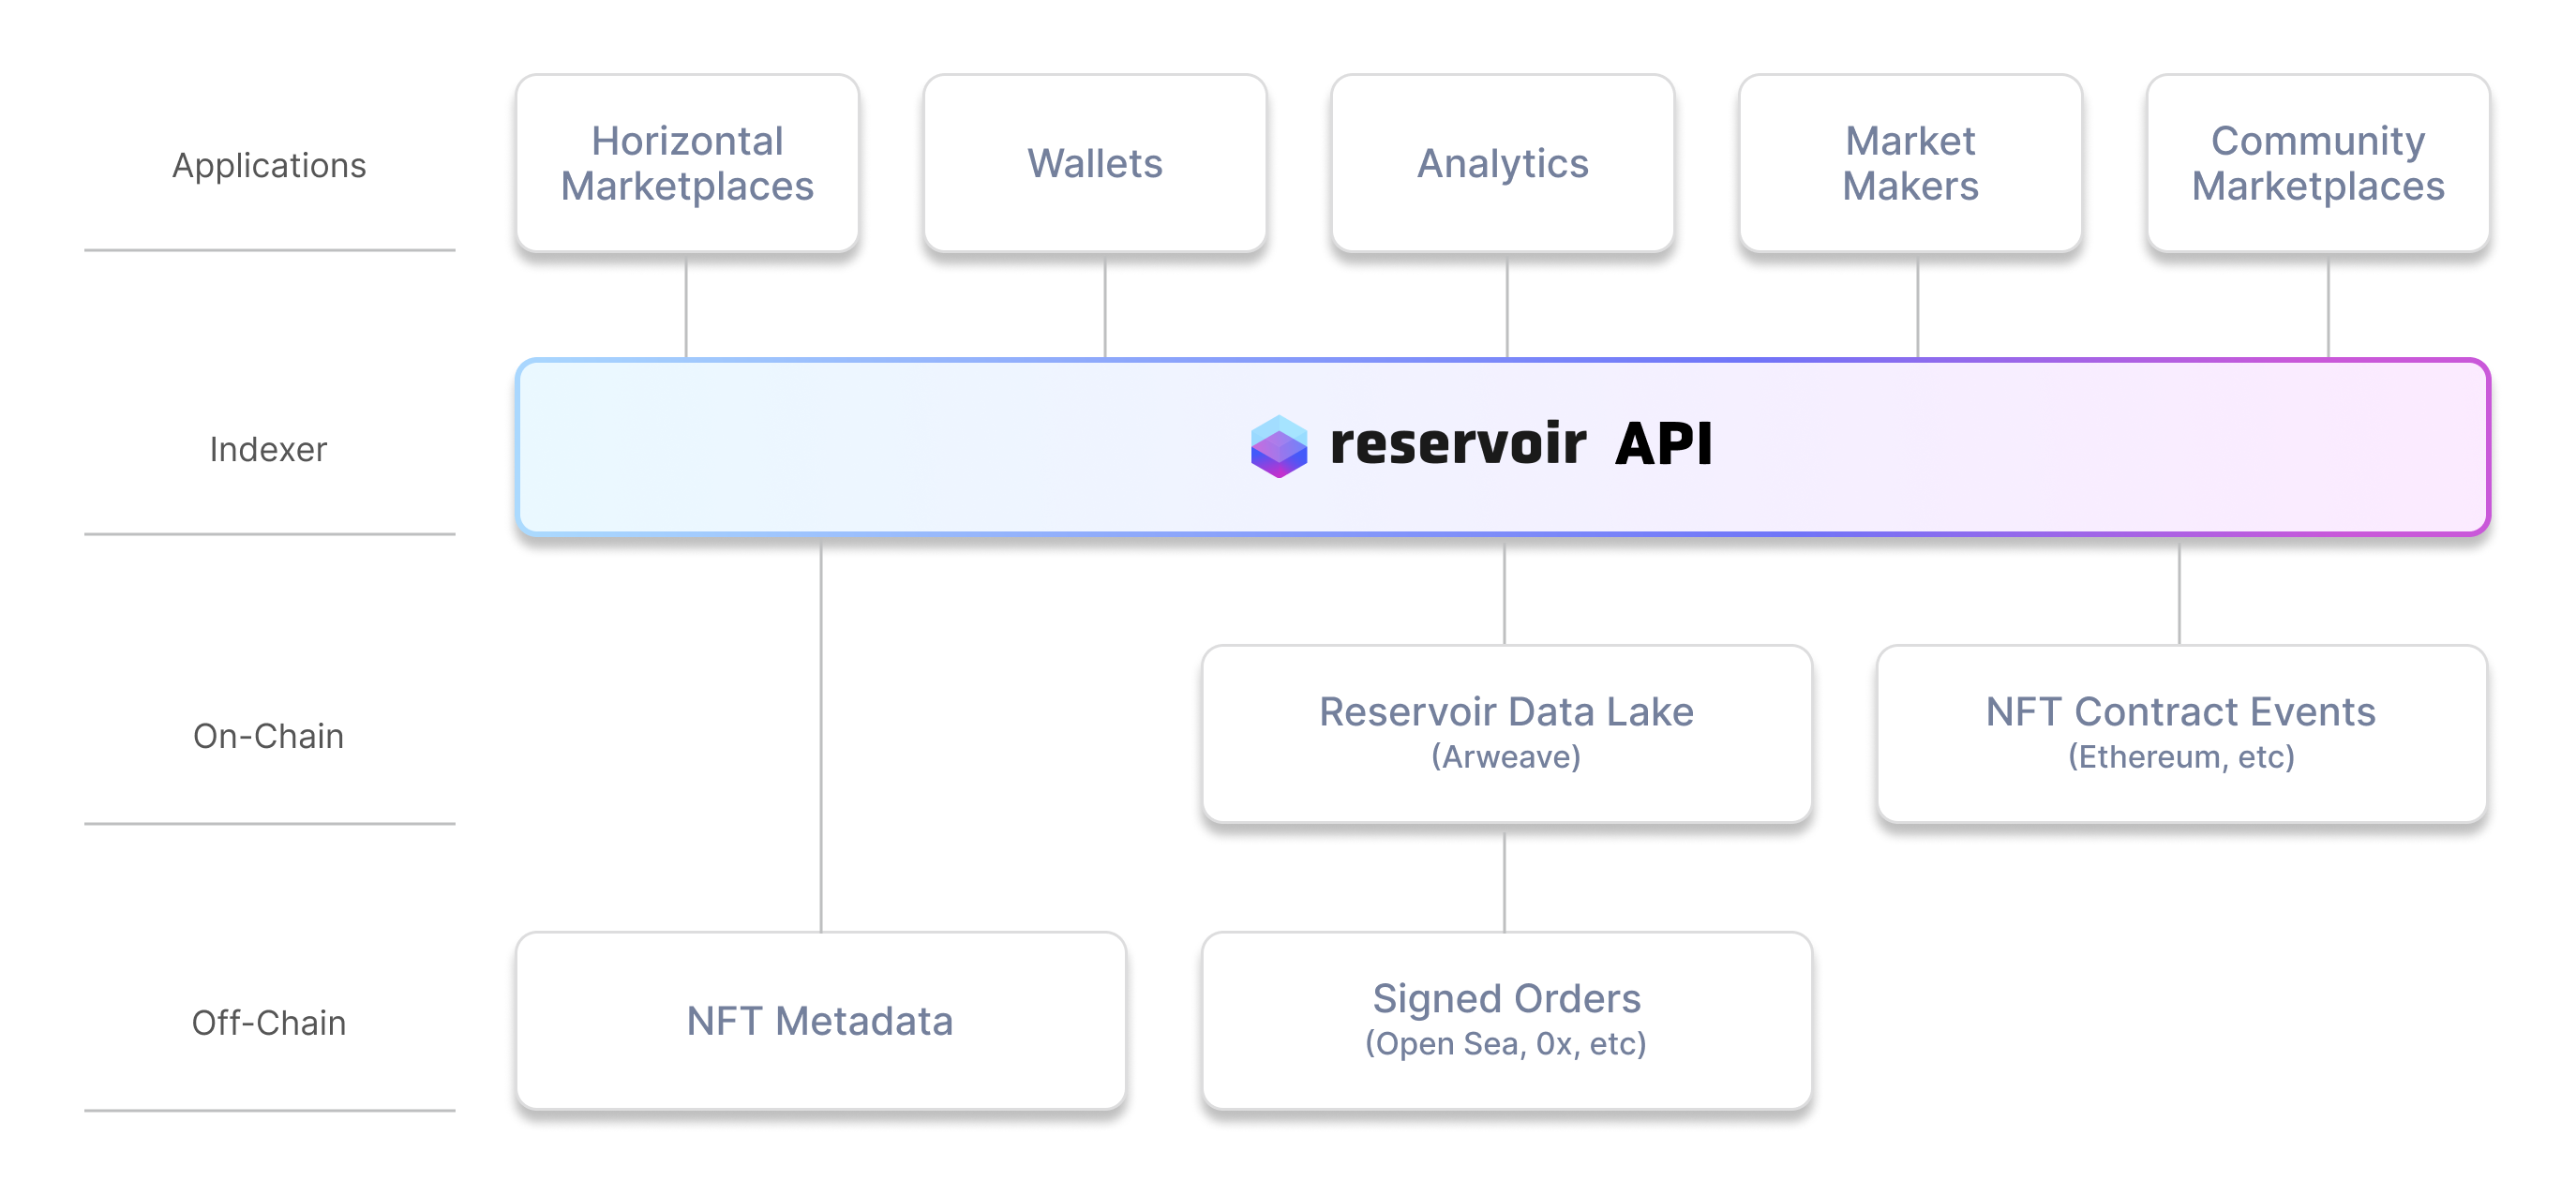 Applications
Horizontal
Marketplaces
Wallets
Analytics
Market
Makers
Community
Marketplaces
Indexer
reservoir API
On-Chain
Reservoir Data Lake
(Arweave)
NFT Contract Events
(Ethereum, etc)
Off-Chain
NFT Metadata
Signed Orders
(Open Sea, 0x, etc)